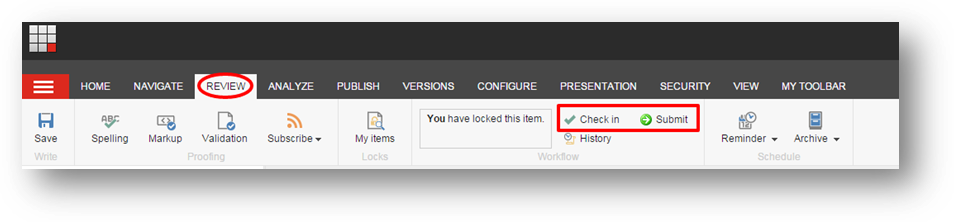 HOME NAVIGATE REVIEW ANALYZE PUBLISH VERSIONS CONFIGURE PRESENTATION SECURITY VIEW MY TOOLBAR
ABC
You have locked this item.
Check in Submit
Save Spelling Markup Validation Subscribe My items History Reminder Archive
Write Proofing Locks Workflow Schedule